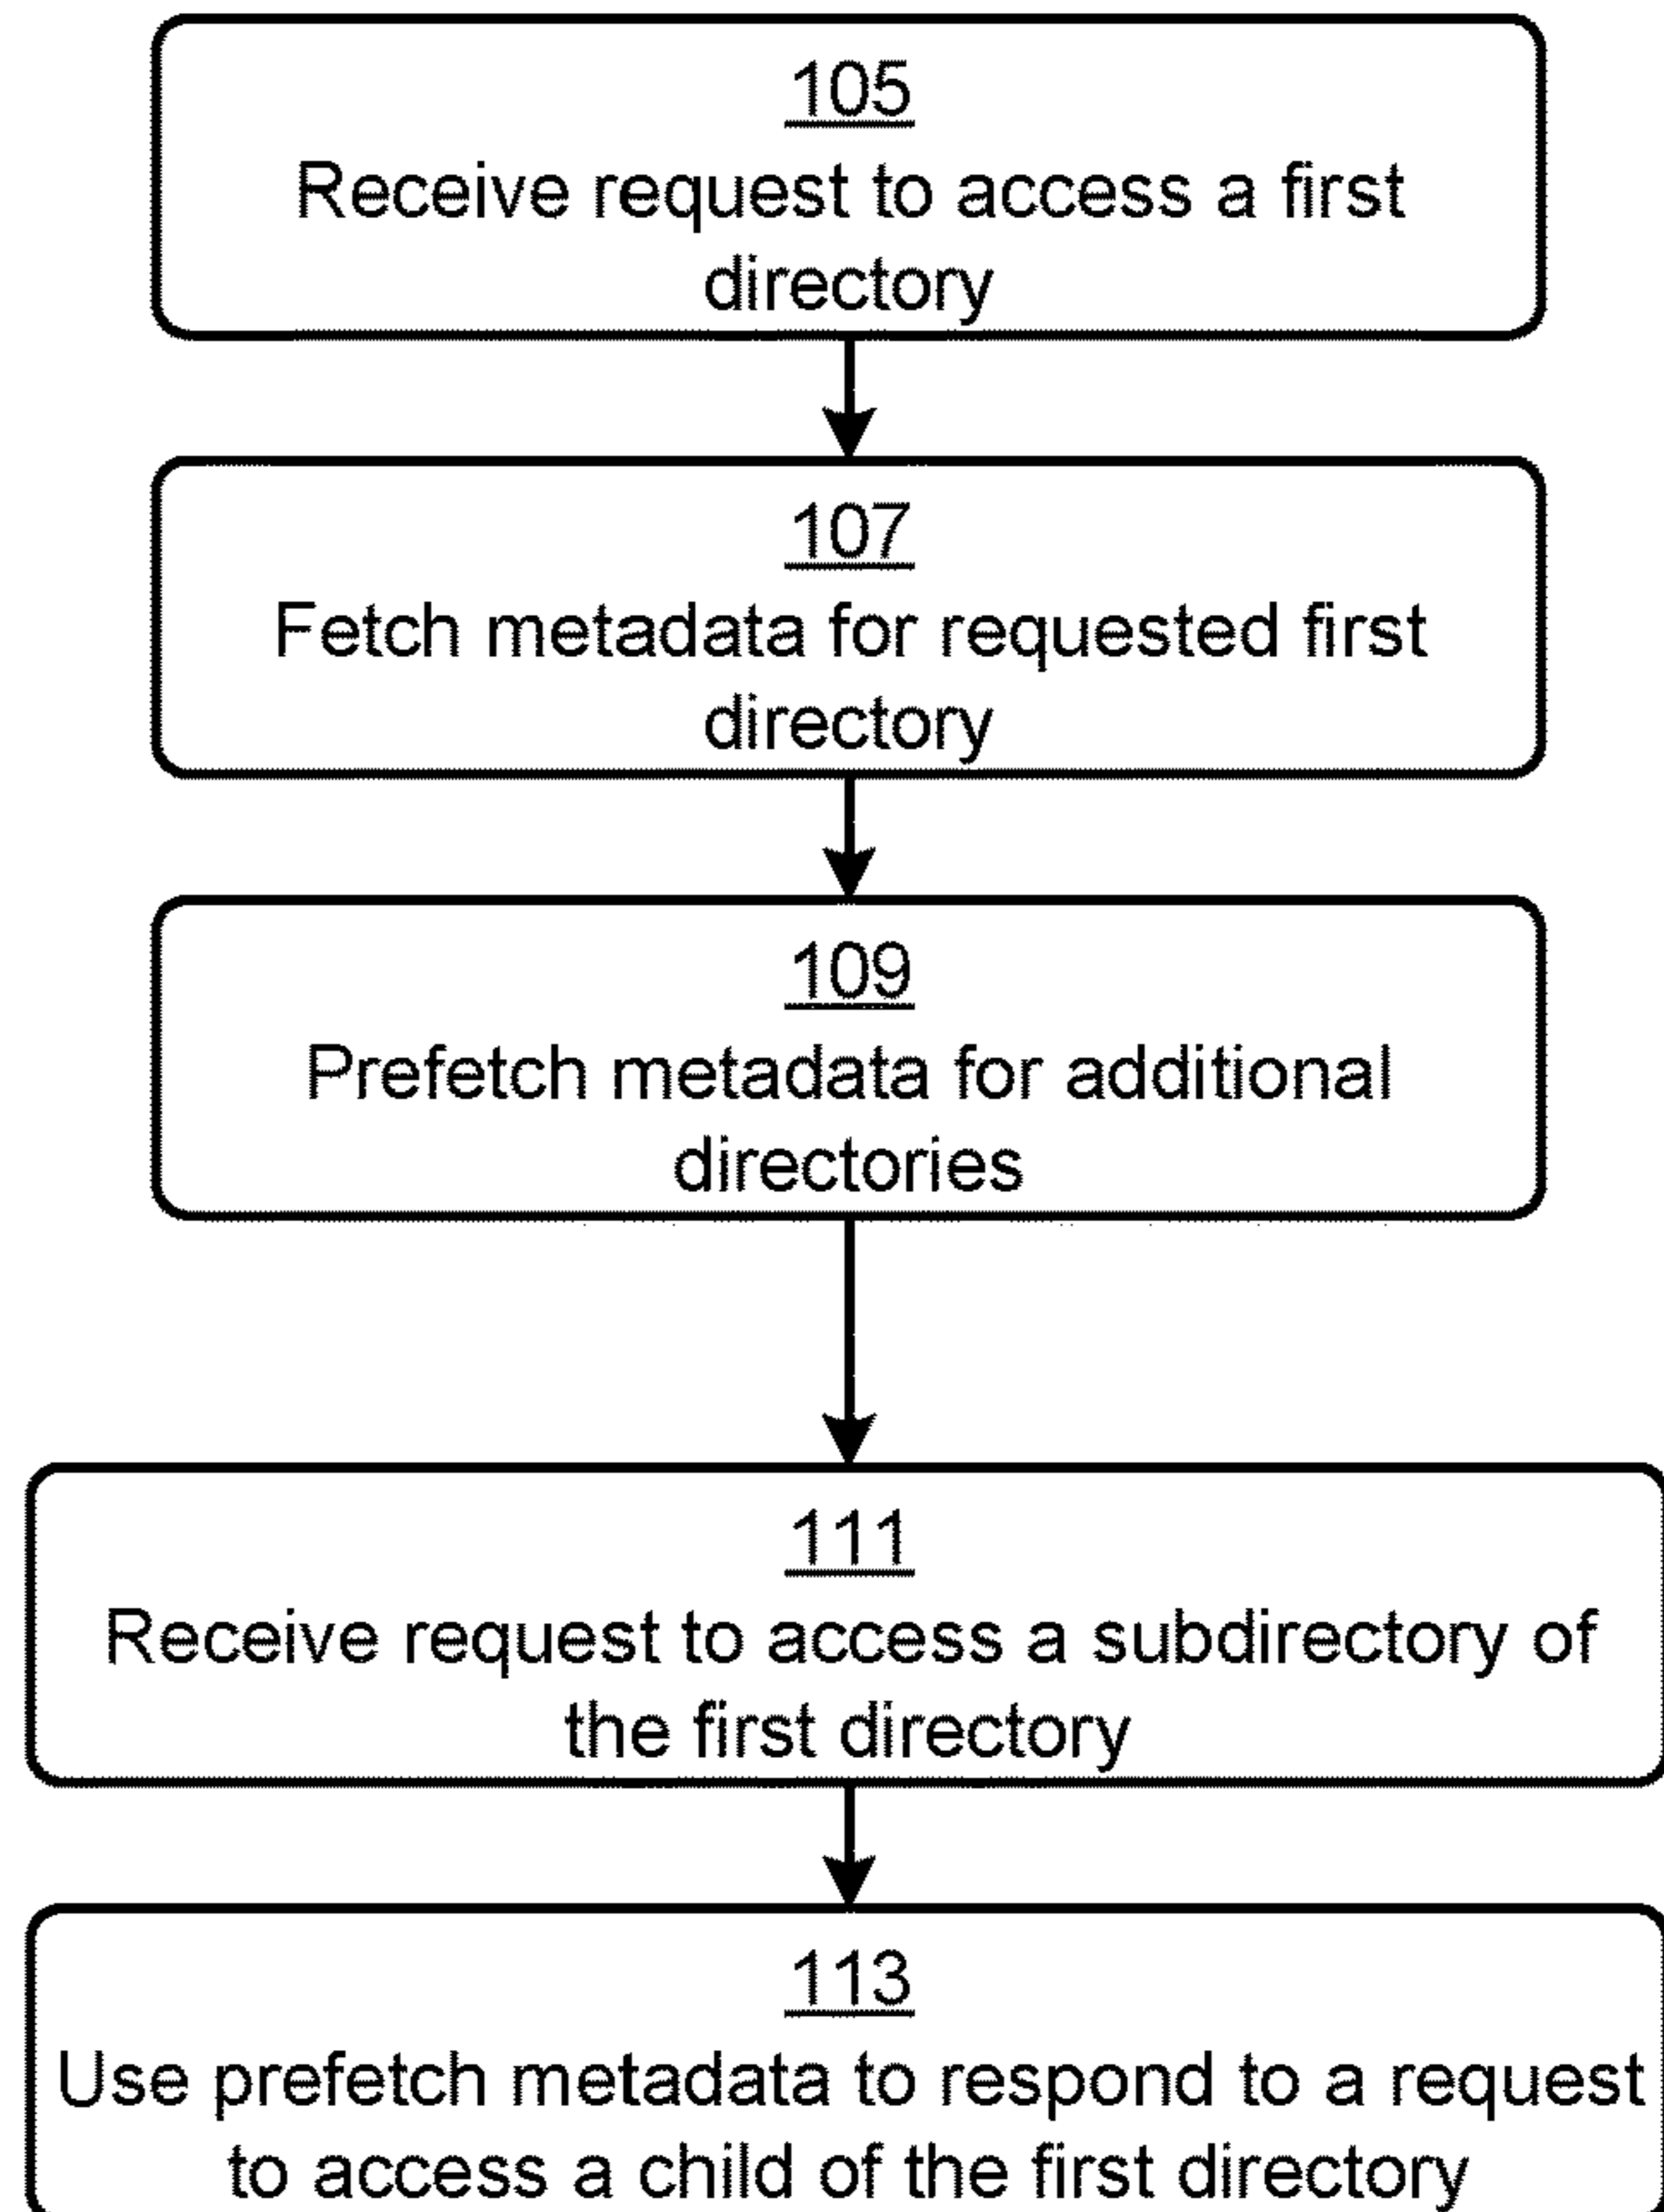 105
Receive request to access a first
directory
107
Fetch metadata for requested first
directory
109
Prefetch metadata for additional
directories
111
Receive request to access a subdirectory of
the first directory
113
Use prefetch metadata to respond to a request
to access a child of the first directory